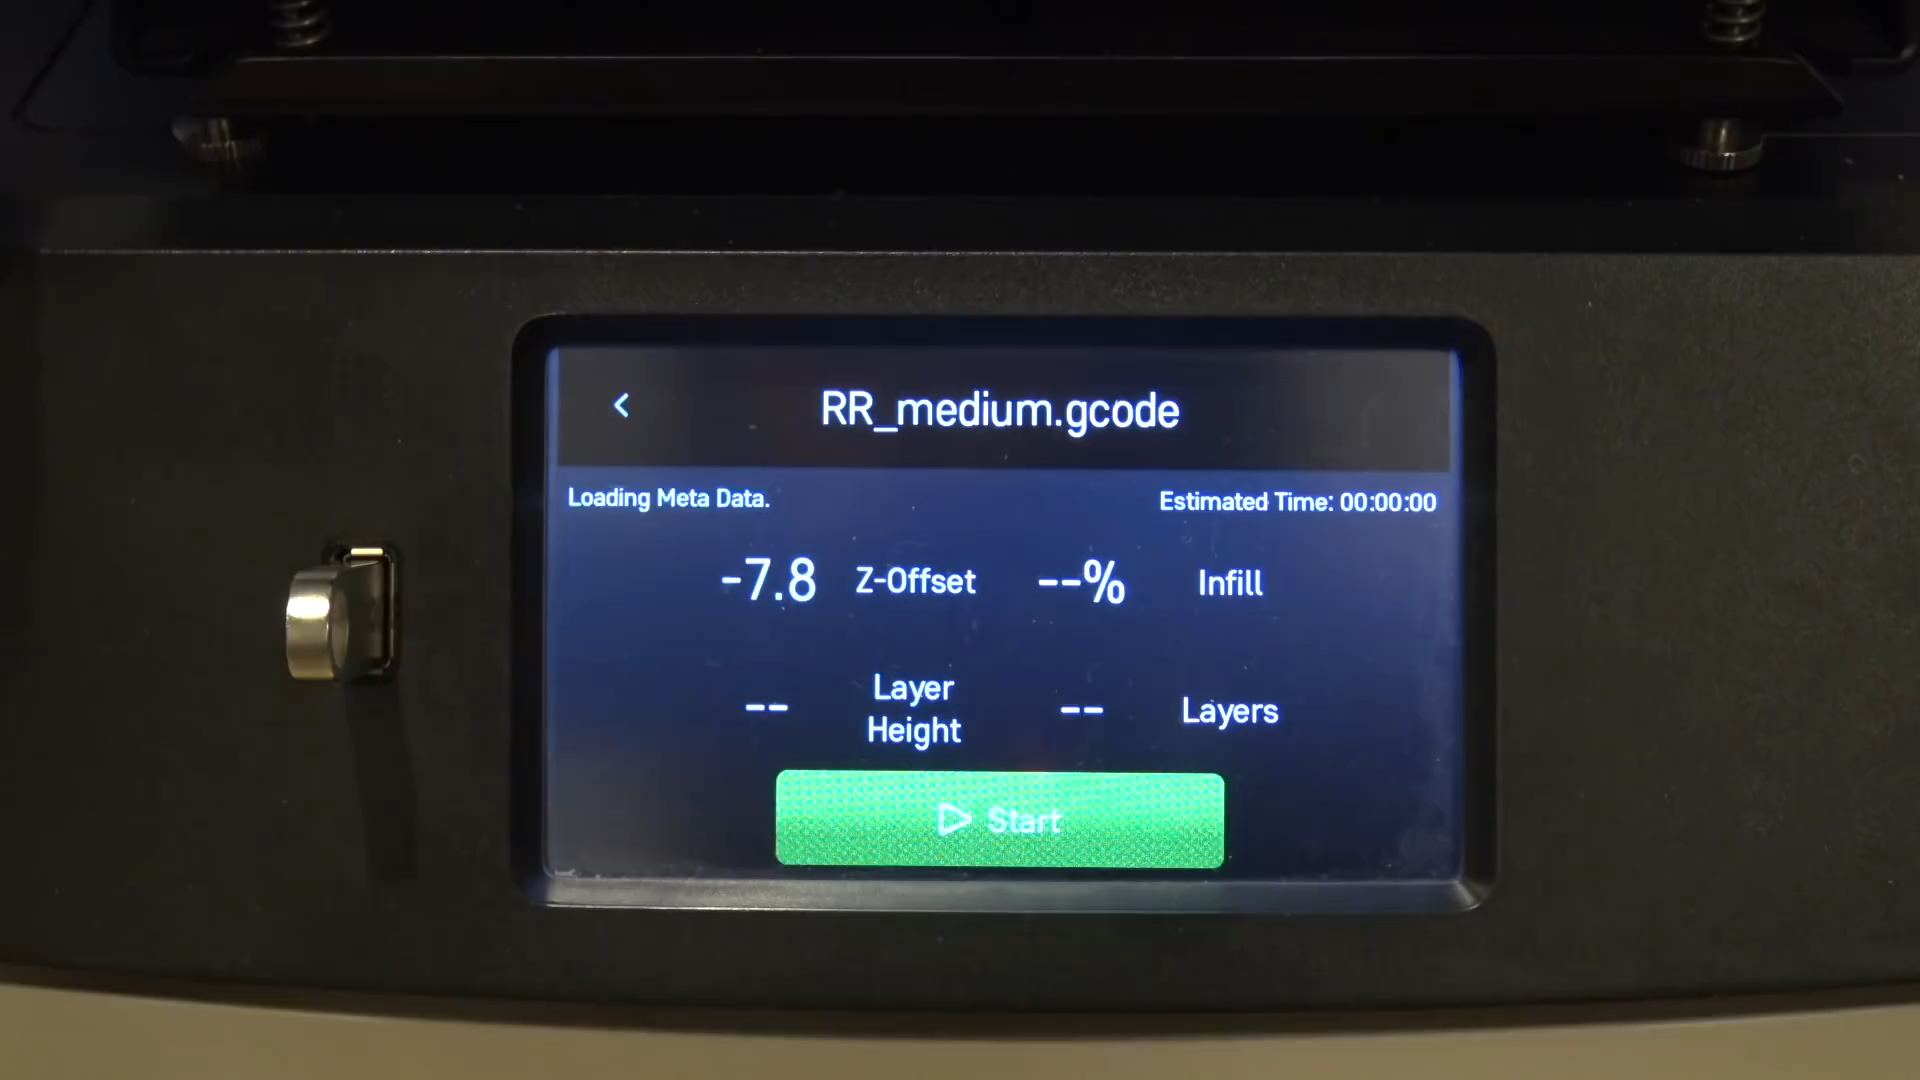 RR_medium.gcode
Loading Meta Data.
Estimated Time: 00:00:00
-7.8 Z-Offset --% Infill
-- Layer Height -- Layers
Start